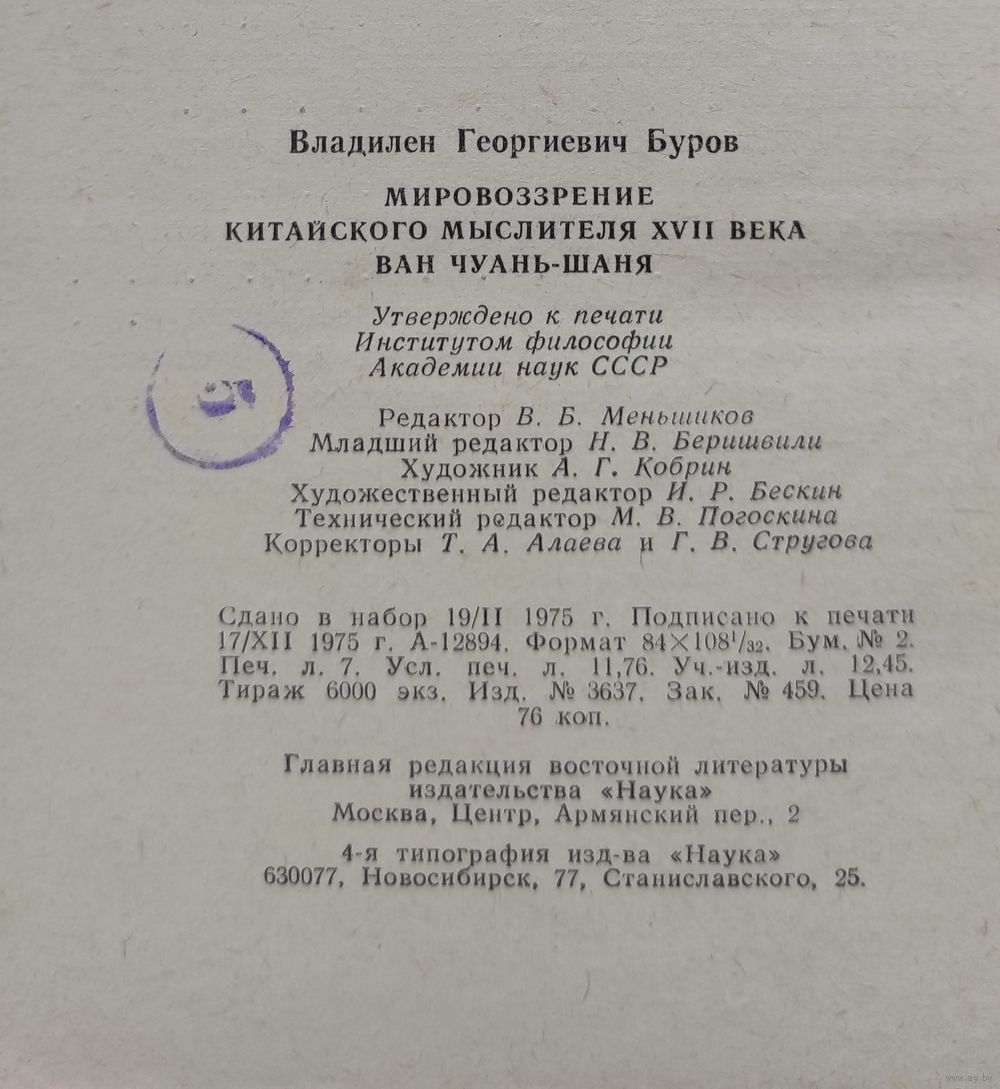 Владилен Георгиевич Буров
МИРОВОЗЗРЕНИЕ
КИТАЙСКОГО МЫСЛИТЕЛЯ XVII ВЕКА
ВАН ЧУАНЬ-ШАНЯ
Утверждено к печати
Институтом философии
Академии наук СССР
Редактор В. Б. Меньшиков
Младший редактор Н. В. Беришвили
Художник А. Г. Кобрин
Художественный редактор И. Р. Бескин
Технический редактор М. В. Погоскина
Корректоры Т. А. Алаева и Г. В. Стругова
Сдано в набор 19/II 1975 г. Подписано к печати
17/XII 1975 г. А-12894. Формат 84×108¹/₃₂. Бум. № 2.
Печ. л. 7. Усл. печ. л. 11,76. Уч.-изд. л. 12,45.
Тираж 6000 экз. Изд. № 3637. Зак. № 459. Цена
76 коп.
Главная редакция восточной литературы
издательства «Наука»
Москва, Центр, Армянский пер., 2
4-я типография изд-ва «Наука»
630077, Новосибирск, 77, Станиславского, 25.
www.ay.by